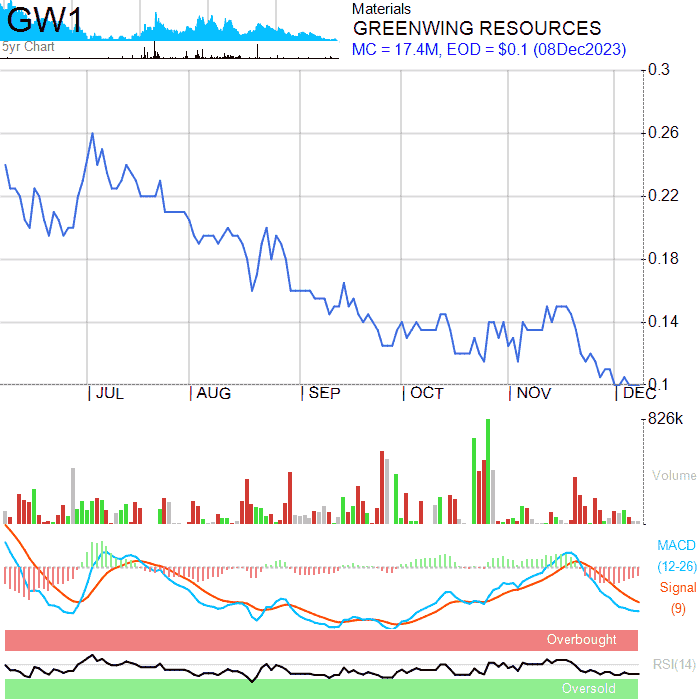 GW1
5yr Chart
Materials
GREENWING RESOURCES
MC = 17.4M, EOD = $0.1 (08Dec2023)
0.3
0.26
0.22
0.18
0.14
0.1
JUL AUG SEP OCT NOV DEC
826k
Volume
MACD
(12-26)
Signal
(9)
Overbought
RSI(14)
Oversold